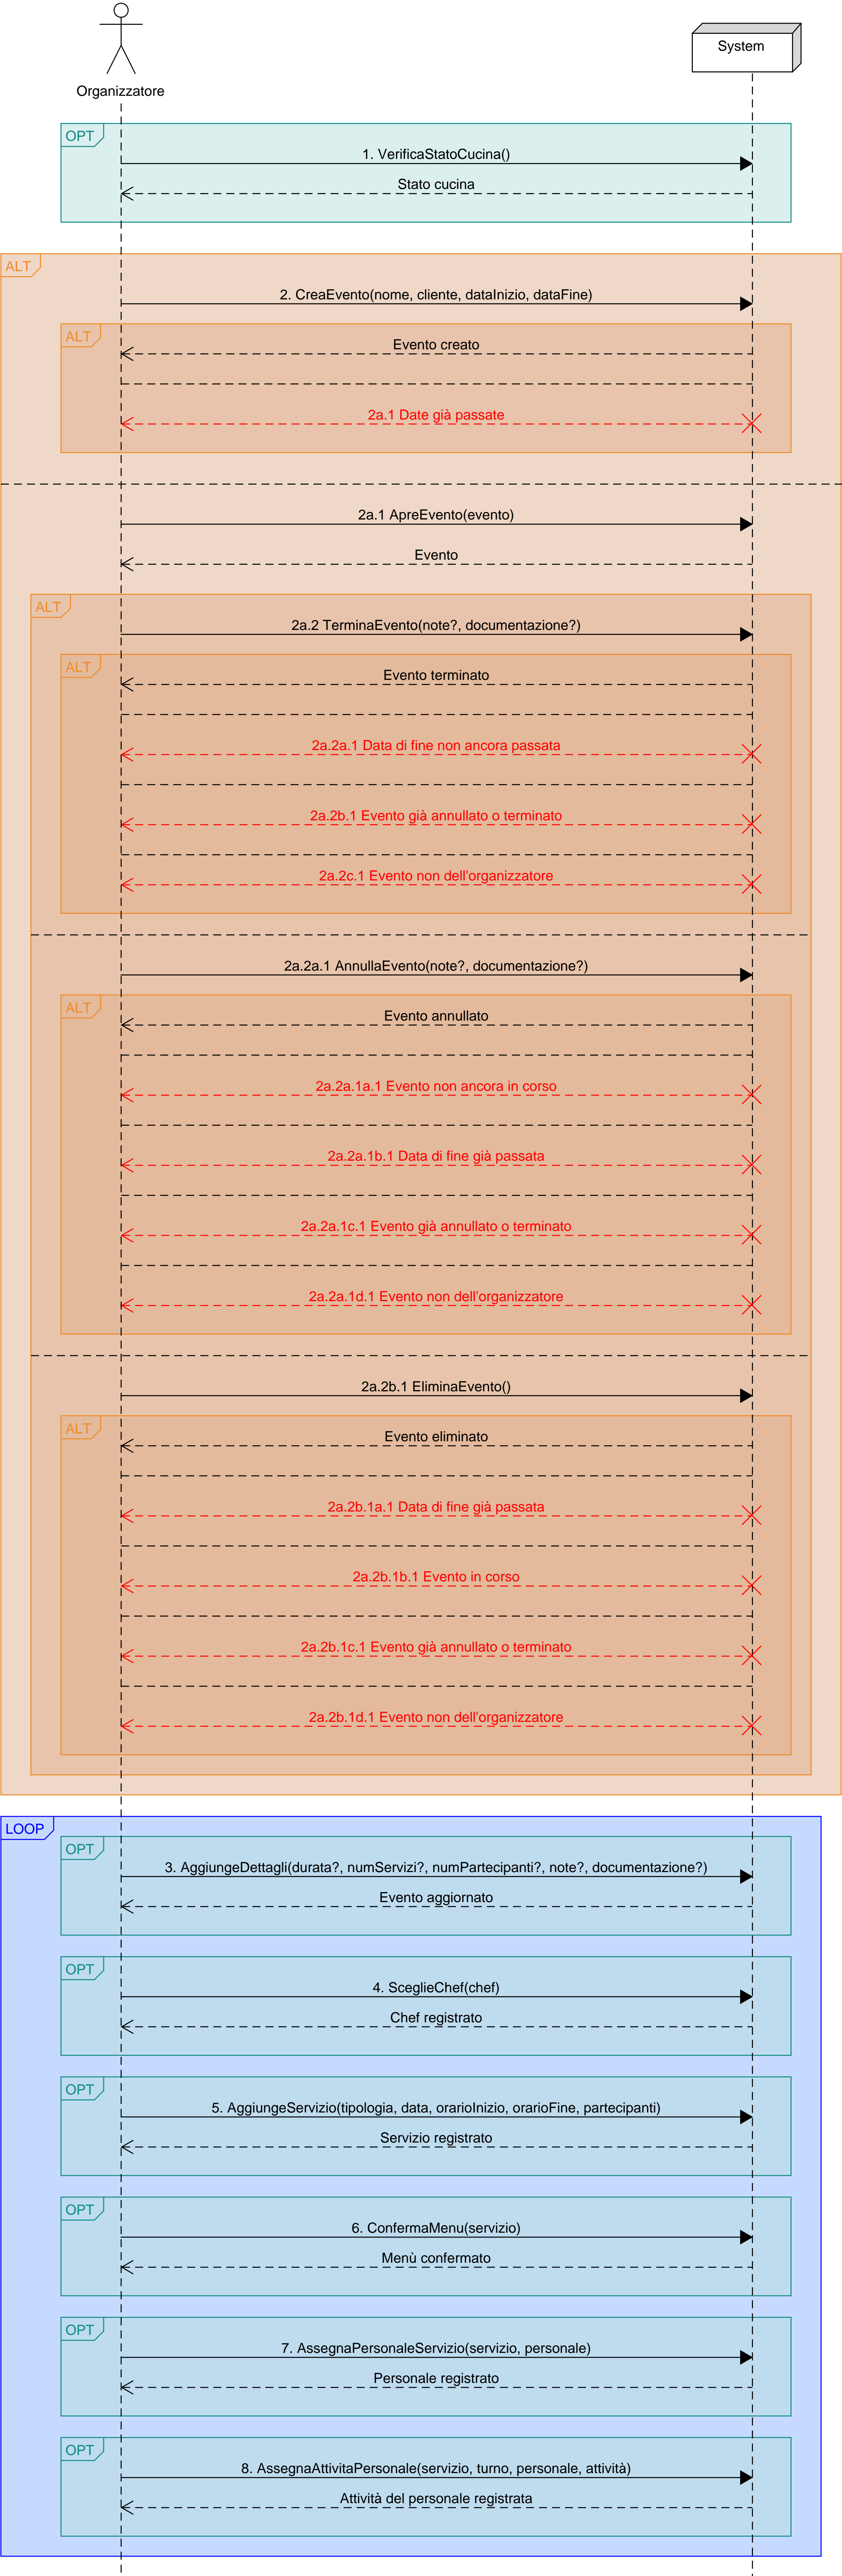 Organizzatore
System
OPT
1. VerificaStatoCucina()
Stato cucina
ALT
2. CreaEvento(nome, cliente, dataInizio, dataFine)
ALT
Evento creato
2a.1 Date già passate
2a.1 ApreEvento(evento)
Evento
ALT
2a.2 TerminaEvento(note?, documentazione?)
ALT
Evento terminato
2a.2a.1 Data di fine non ancora passata
2a.2b.1 Evento già annullato o terminato
2a.2c.1 Evento non dell'organizzatore
2a.2a.1 AnnullaEvento(note?, documentazione?)
ALT
Evento annullato
2a.2a.1a.1 Evento non ancora in corso
2a.2a.1b.1 Data di fine già passata
2a.2a.1c.1 Evento già annullato o terminato
2a.2a.1d.1 Evento non dell'organizzatore
2a.2b.1 EliminaEvento()
ALT
Evento eliminato
2a.2b.1a.1 Data di fine già passata
2a.2b.1b.1 Evento in corso
2a.2b.1c.1 Evento già annullato o terminato
2a.2b.1d.1 Evento non dell'organizzatore
LOOP
OPT
3. AggiungeDettagli(durata?, numServizi?, numPartecipanti?, note?, documentazione?)
Evento aggiornato
OPT
4. SceglieChef(chef)
Chef registrato
OPT
5. AggiungeServizio(tipologia, data, orarioInizio, orarioFine, partecipanti)
Servizio registrato
OPT
6. ConfermaMenu(servizio)
Menù confermato
OPT
7. AssegnaPersonaleServizio(servizio, personale)
Personale registrato
OPT
8. AssegnaAttivitaPersonale(servizio, turno, personale, attività)
Attività del personale registrata